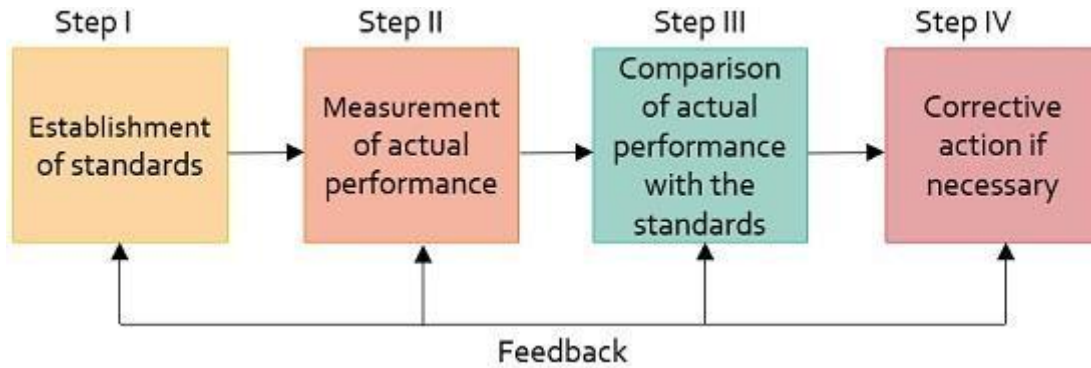 Step I
Establishment
of standards
Step II
Measurement
of actual
performance
Step III
Comparison
of actual
performance
with the
standards
Step IV
Corrective
action if
necessary
Feedback